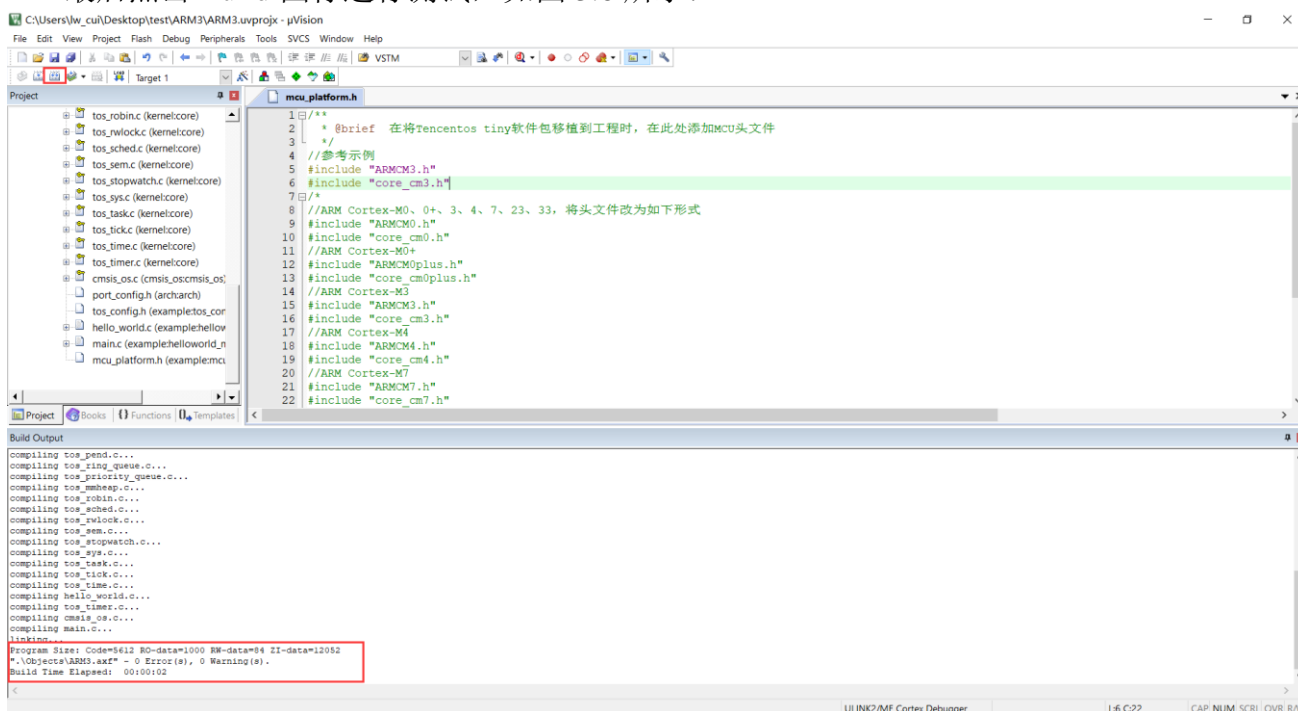 C:\Users\lw_cui\Desktop\test\ARM3\ARM3.uvprojx - µVision
File Edit View Project Flash Debug Peripherals Tools SVCS Window Help
VSTM
Target 1
Project
mcu_platform.h
tos_robin.c (kernel:core)
tos_rwlock.c (kernel:core)
tos_sched.c (kernel:core)
tos_sem.c (kernel:core)
tos_stopwatch.c (kernel:core)
tos_sys.c (kernel:core)
tos_task.c (kernel:core)
tos_tick.c (kernel:core)
tos_time.c (kernel:core)
tos_timer.c (kernel:core)
cmsis_os.c (cmsis_os:cmsis_os)
port_config.h (arch:arch)
tos_config.h (example:tos_con
hello_world.c (example:hellow
main.c (example:helloworld_m
mcu_platform.h (example:mcu
1 /**
2 * @brief 在将Tencentos tiny软件包移植到工程时，在此处添加MCU头文件
3 */
4 //参考示例
5 #include "ARMCM3.h"
6 #include "core_cm3.h"
7 /*
8 //ARM Cortex-M0、0+、3、4、7、23、33，将头文件改为如下形式
9 #include "ARMCM0.h"
10 #include "core_cm0.h"
11 //ARM Cortex-M0+
12 #include "ARMCM0plus.h"
13 #include "core_cm0plus.h"
14 //ARM Cortex-M3
15 #include "ARMCM3.h"
16 #include "core_cm3.h"
17 //ARM Cortex-M4
18 #include "ARMCM4.h"
19 #include "core_cm4.h"
20 //ARM Cortex-M7
21 #include "ARMCM7.h"
22 #include "core_cm7.h"
Project Books {} Functions Templates
Build Output
compiling tos_pend.c...
compiling tos_ring_queue.c...
compiling tos_priority_queue.c...
compiling tos_mmheap.c...
compiling tos_robin.c...
compiling tos_sched.c...
compiling tos_rwlock.c...
compiling tos_sem.c...
compiling tos_stopwatch.c...
compiling tos_sys.c...
compiling tos_task.c...
compiling tos_tick.c...
compiling tos_time.c...
compiling hello_world.c...
compiling tos_timer.c...
compiling cmsis_os.c...
compiling main.c...
linking...
Program Size: Code=5612 RO-data=1000 RW-data=84 ZI-data=12052
".\Objects\ARM3.axf" - 0 Error(s), 0 Warning(s).
Build Time Elapsed: 00:00:02
ULINK2/ME Cortex Debugger L:6 C:22 CAP NUM SCRL OVR R/